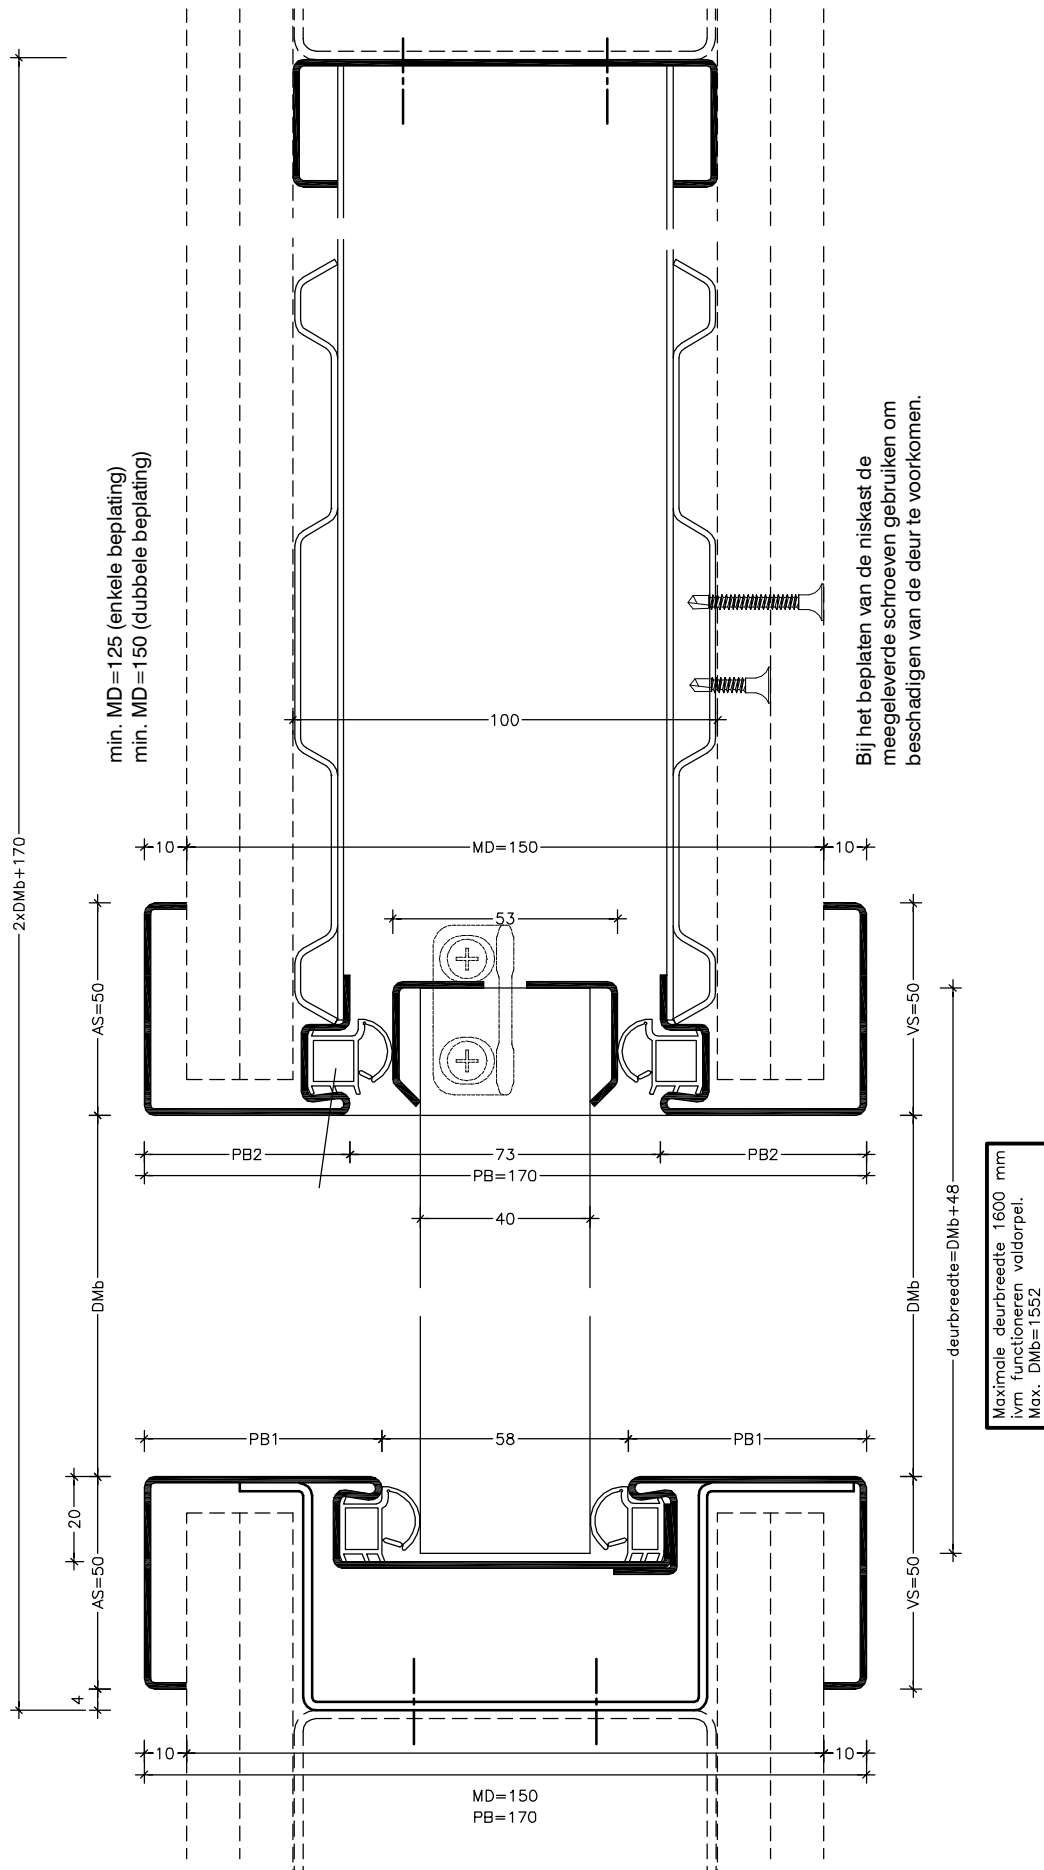 2xDMb+170
min. MD=125 (enkele beplating)
min. MD=150 (dubbele beplating)
Bij het beplaten van de niskast de
meegeleverde schroeven gebruiken om
beschadigen van de deur te voorkomen.
100
10
MD=150
10
53
AS=50
VS=50
PB2
73
PB2
PB=170
40
DMb
DMb
deurbreedte=DMb+48
Maximale deurbreedte 1600 mm
ivm functioneren valdorpel.
Max. DMb=1552
PB1
58
PB1
20
AS=50
VS=50
4
10
10
MD=150
PB=170